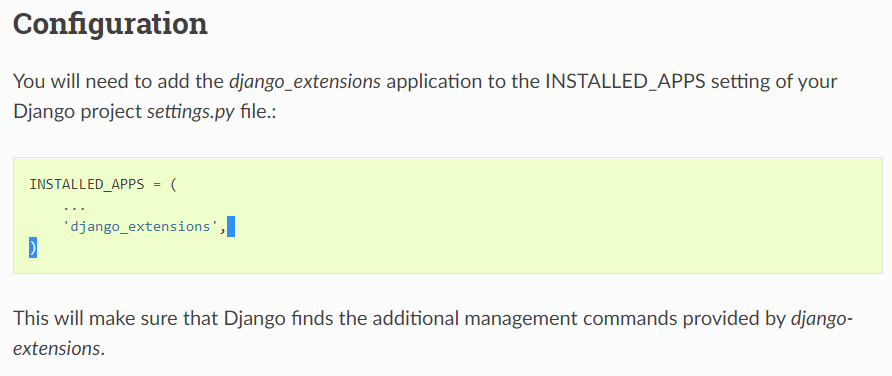 Configuration
You will need to add the django_extensions application to the INSTALLED_APPS setting of your
Django project settings.py file.:
INSTALLED_APPS = (
    ...
    'django_extensions',
)
This will make sure that Django finds the additional management commands provided by django-
extensions.